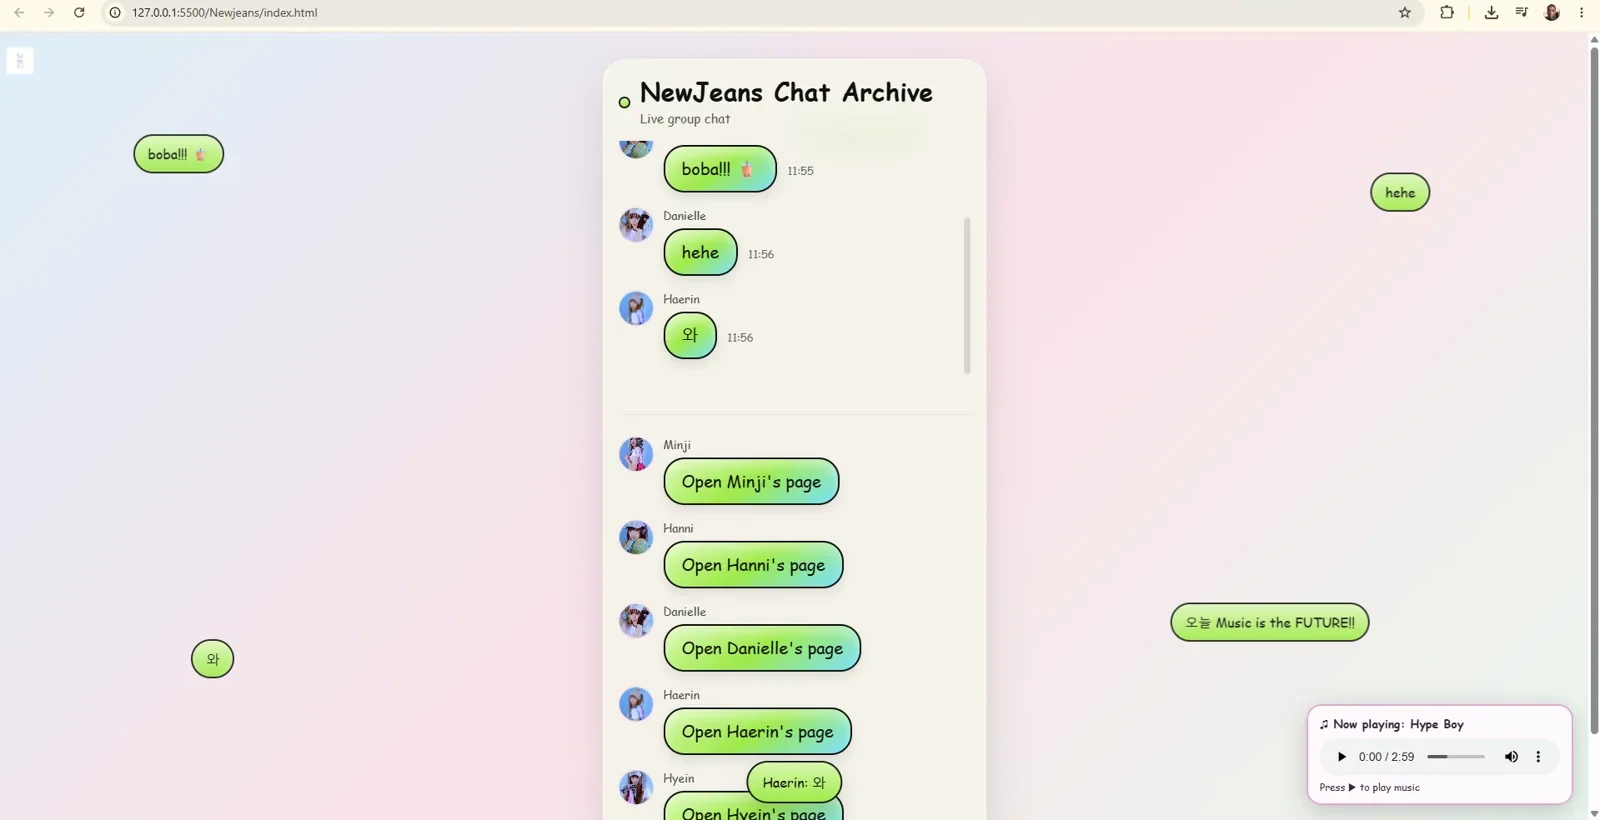 127.0.0.1:5500/Newjeans/index.html
NewJeans Chat Archive
Live group chat
boba!!! 🧋
boba!!! 🧋
11:55
hehe
Danielle
hehe
11:56
Haerin
와
11:56
Minji
Open Minji's page
Hanni
Open Hanni's page
Danielle
Open Danielle's page
오늘 Music is the FUTURE!!
와
Haerin
Open Haerin's page
Hyein
Haerin: 와
Open Hyein's page
♫ Now playing: Hype Boy
0:00 / 2:59
Press ▶ to play music